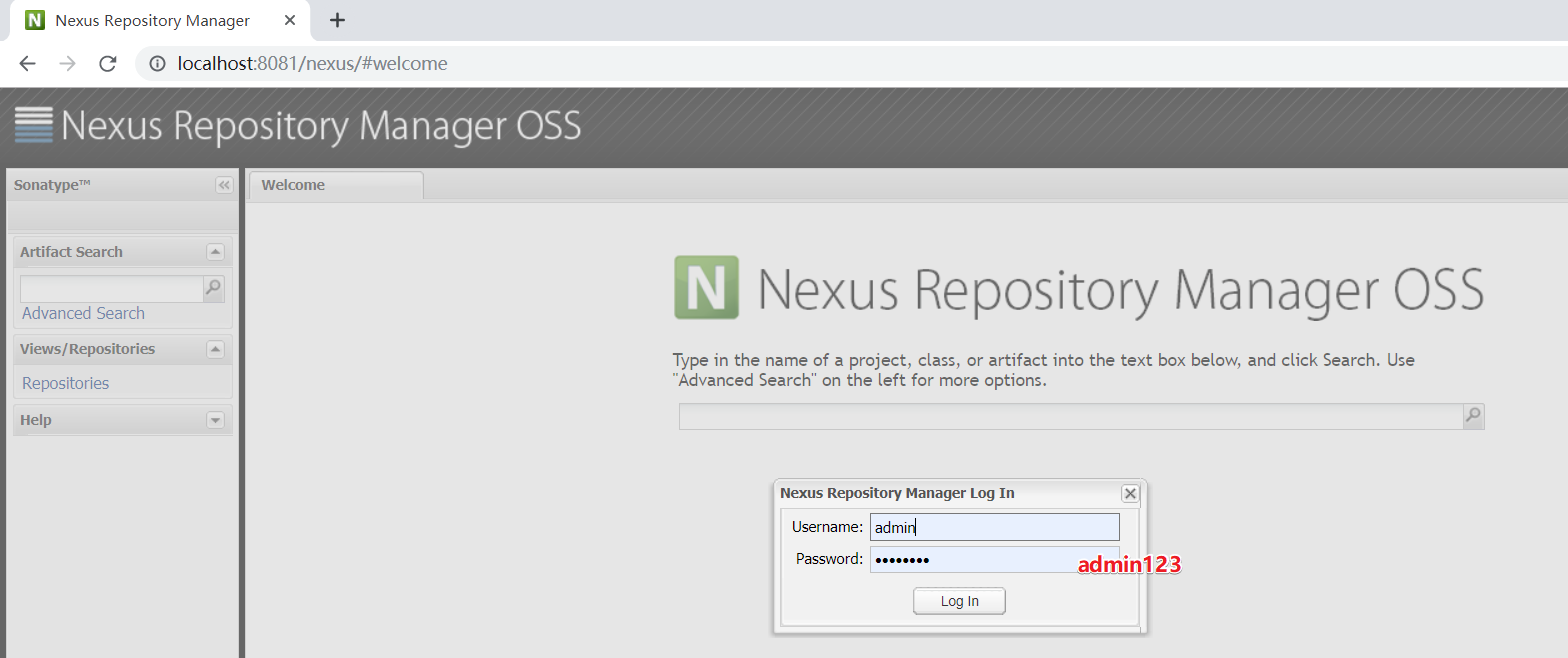 N Nexus Repository Manager
localhost:8081/nexus/#welcome
Nexus Repository Manager OSS
Sonatype™
Welcome
Artifact Search
Advanced Search
Views/Repositories
Repositories
Help
N Nexus Repository Manager OSS
Type in the name of a project, class, or artifact into the text box below, and click Search. Use
"Advanced Search" on the left for more options.
Nexus Repository Manager Log In
Username: admin
Password: ••••••••
admin123
Log In